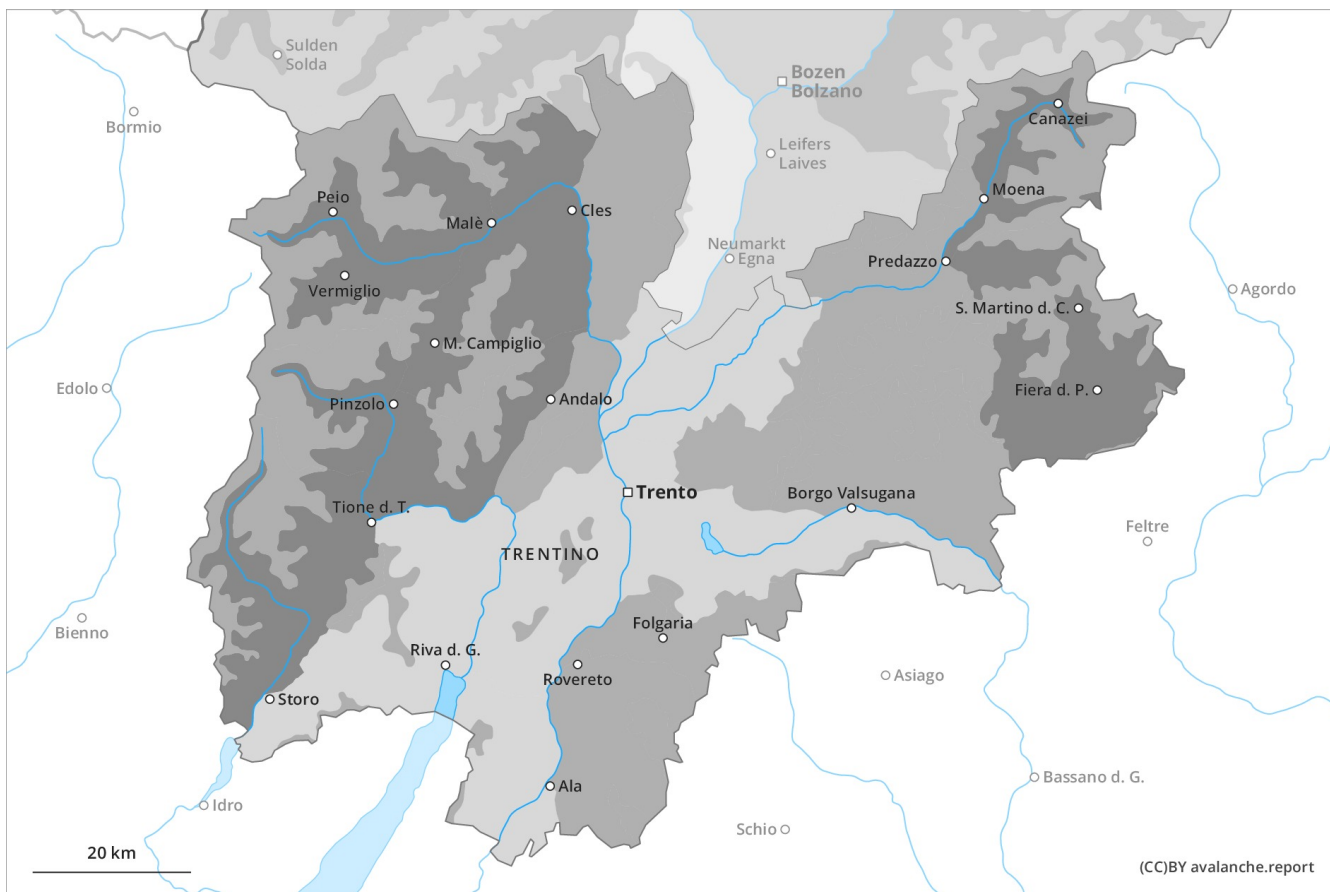 Sulden
Solda
Bozen
Bolzano
Bormio
Canazei
Leifers
Laives
Peio
Moena
Cles
Malè
Neumarkt
Egna
Predazzo
Vermiglio
Agordo
S. Martino d. C.
M. Campiglio
Edolo
Fiera d. P.
Andalo
Pinzolo
Trento
Borgo Valsugana
Tione d. T.
Feltre
TRENTINO
Folgaria
Bienno
Riva d. G.
Asiago
Rovereto
Storo
Bassano d. G.
Ala
Idro
Schio
20 km
(CC)BY avalanche.report